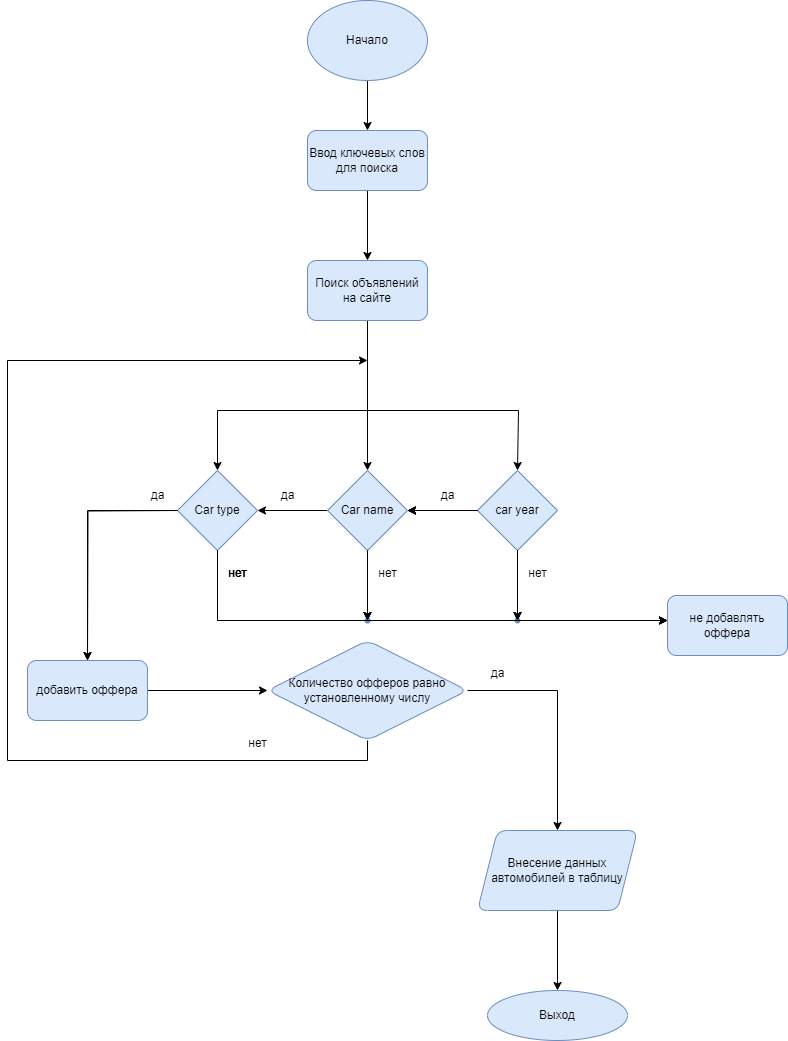 Начало
Ввод ключевых слов
для поиска
Поиск объявлений
на сайте
да
да
да
Car type
Car name
car year
нет
нет
нет
не добавлять
оффера
добавить оффера
Количество офферов равно
установленному числу
да
нет
Внесение данных
автомобилей в таблицу
Выход